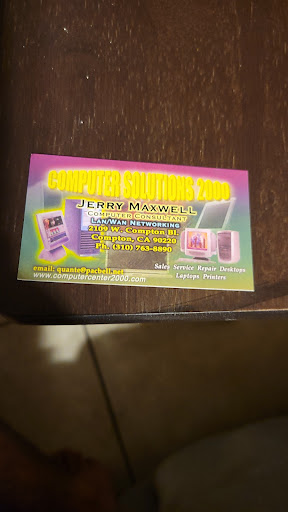 COMPUTER SOLUTIONS 2000
JERRY MAXWELL
COMPUTER CONSULTANT
LAN/WAN NETWORKING
2109 W. Compton Bl.
Compton, CA 90220
Ph. (310) 763-8890
email: quante@pacbell.net
www.computercenter2000.com
Sales Service Repair Desktops
Laptops Printers